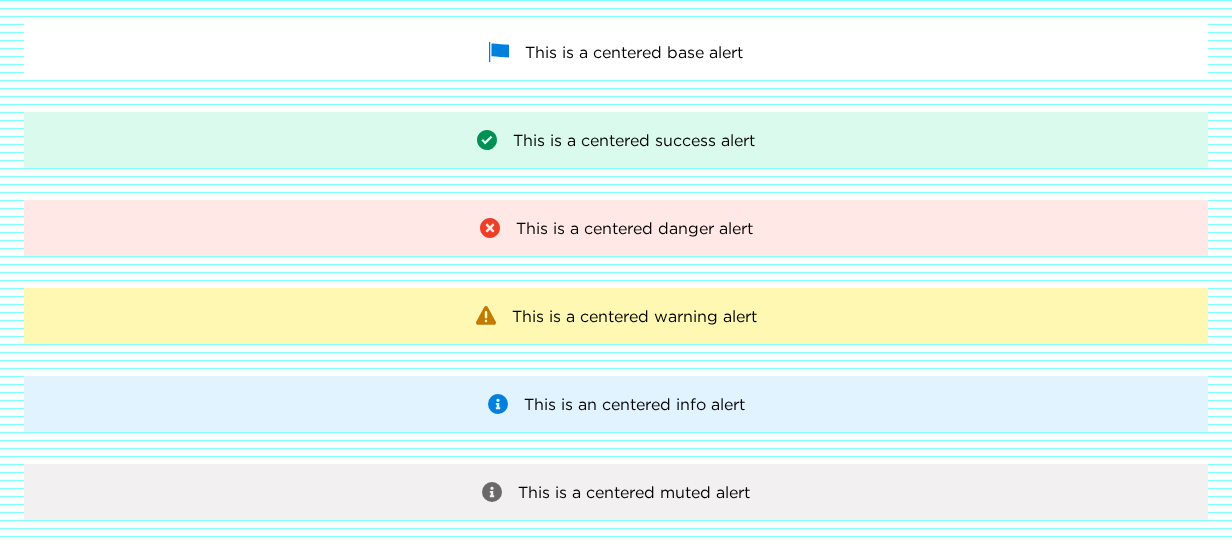 This is a centered base alert
This is a centered success alert
This is a centered danger alert
This is a centered warning alert
This is an centered info alert
This is a centered muted alert